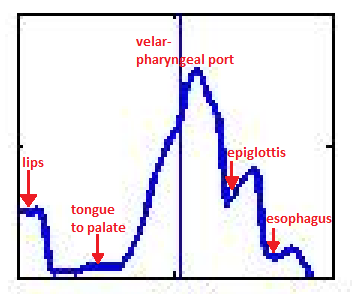 velar-
pharyngeal port
lips
epiglottis
tongue
to palate
esophagus